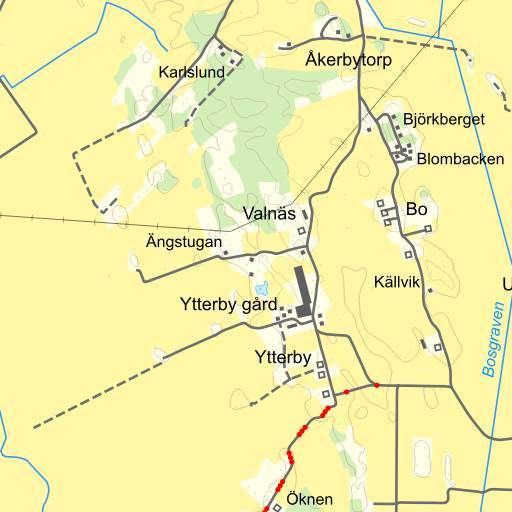 Åkerbytorp
Karlslund
Björkberget
Blombacken
Valnäs
Bo
Ängstugan
Källvik
U
Ytterby gård
Bosgraven
Ytterby
Öknen